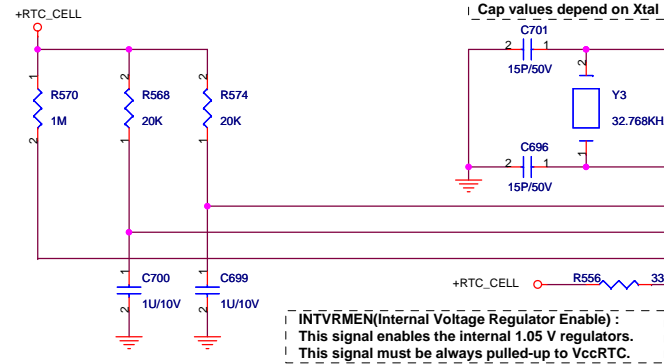 +RTC_CELL
Cap values depend on Xtal
C701
2 1
15P/50V
1 2 2
R570 R568 R574
1M 20K 20K
2 1 1
2
Y3
32.768KH
1
C696
2 1
15P/50V
1 1
C700 C699
1U/10V 1U/10V
2 2
+RTC_CELL R556 33
INTVRMEN(Internal Voltage Regulator Enable) :
This signal enables the internal 1.05 V regulators.
This signal must be always pulled-up to VccRTC.